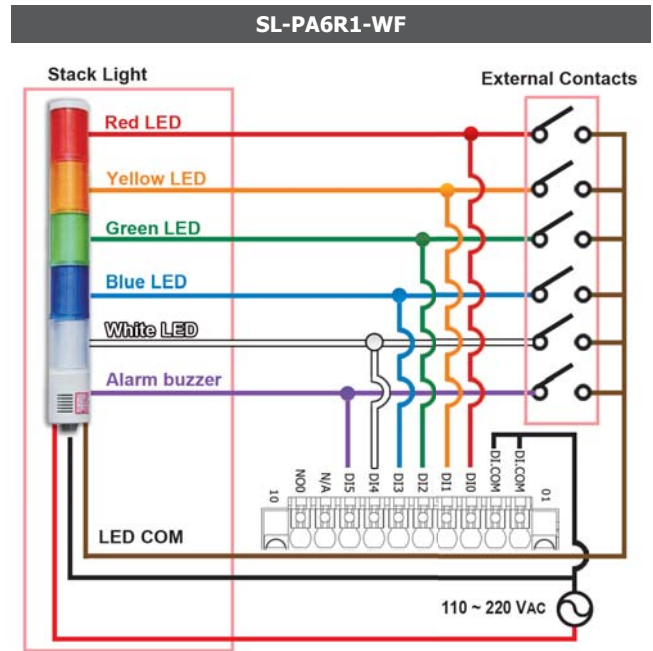 SL-PA6R1-WF
Stack Light
External Contacts
Red LED
Yellow LED
Green LED
Blue LED
White LED
Alarm buzzer
10
NO0
N/A
DI5
DI4
DI3
DI2
DI1
DI0
DI.COM
DI.COM
01
LED COM
110 ~ 220 VAC